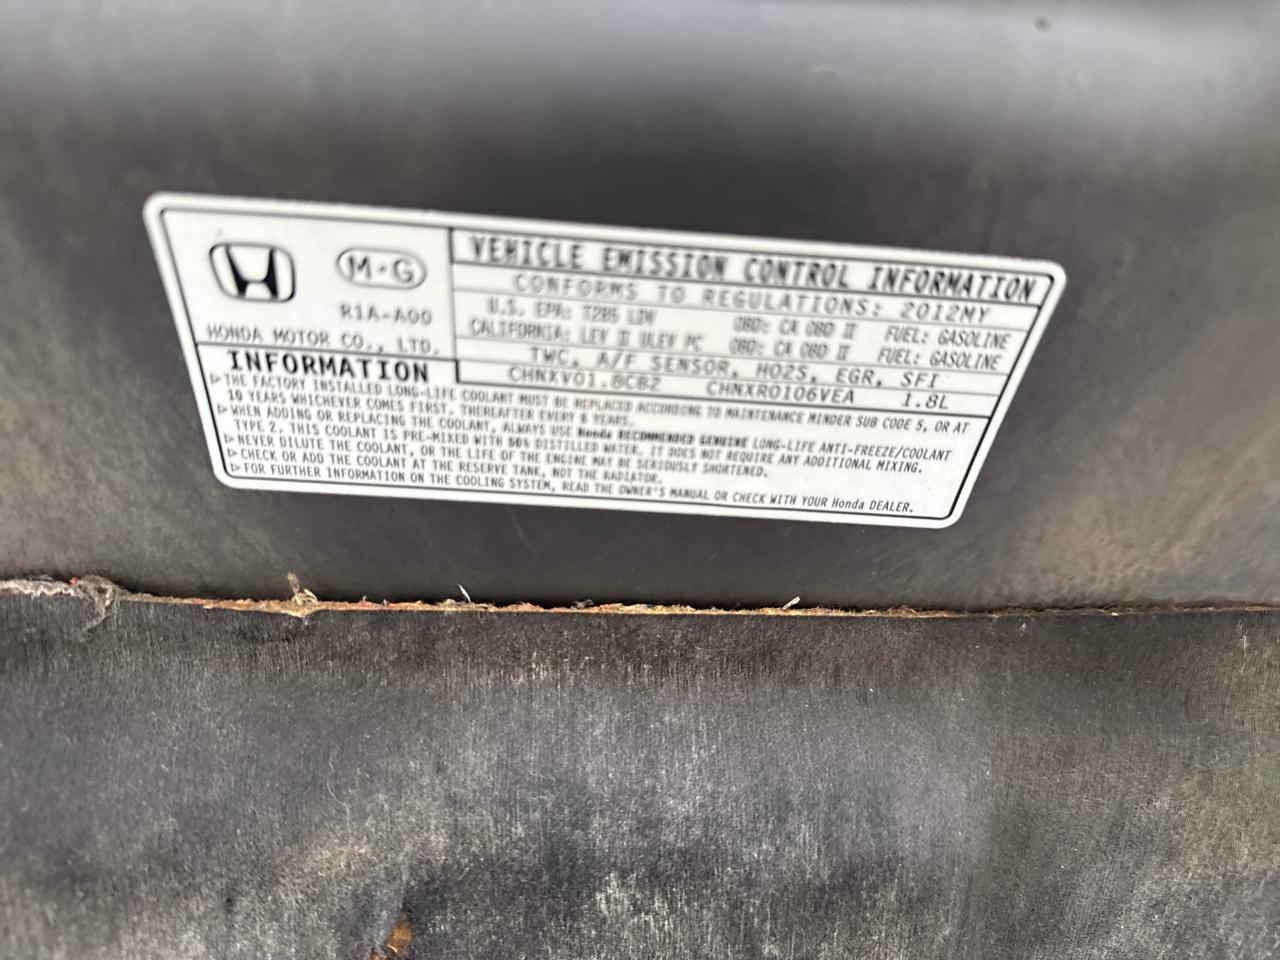 M-G
R1A-A00
HONDA MOTOR CO., LTD.
VEHICLE EMISSION CONTROL INFORMATION
CONFORMS TO REGULATIONS: 2012MY
U.S. EPA: T2B5 LDV OBD: CA OBD II FUEL: GASOLINE
CALIFORNIA: LEV II ULEV PC OBD: CA OBD II FUEL: GASOLINE
TWC, A/F SENSOR, HO2S, EGR, SFI
CHNXV01.8CB2 CHNXR0106VEA 1.8L
INFORMATION
▷THE FACTORY INSTALLED LONG-LIFE COOLANT MUST BE REPLACED ACCORDING TO MAINTENANCE MINDER SUB CODE 5, OR AT
10 YEARS WHICHEVER COMES FIRST. THEREAFTER EVERY 5 YEARS.
▷WHEN ADDING OR REPLACING THE COOLANT, ALWAYS USE Honda RECOMMENDED GENUINE LONG-LIFE ANTI-FREEZE/COOLANT
TYPE 2. THIS COOLANT IS PRE-MIXED WITH 50% DISTILLED WATER. IT DOES NOT REQUIRE ANY ADDITIONAL MIXING.
▷NEVER DILUTE THE COOLANT, OR THE LIFE OF THE ENGINE MAY BE SERIOUSLY SHORTENED.
▷CHECK OR ADD THE COOLANT AT THE RESERVE TANK, NOT THE RADIATOR.
▷FOR FURTHER INFORMATION ON THE COOLING SYSTEM, READ THE OWNER'S MANUAL OR CHECK WITH YOUR Honda DEALER.